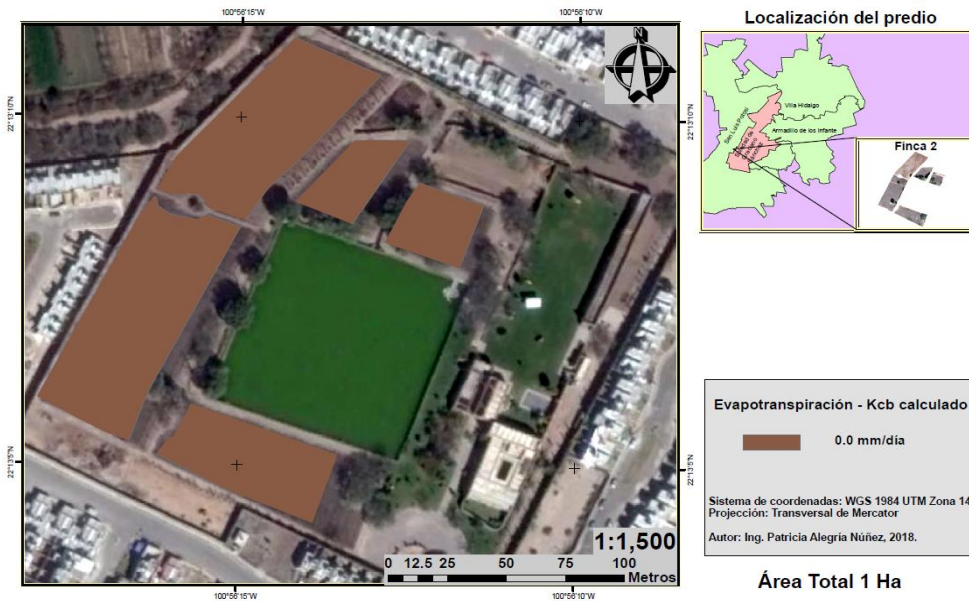 100°56'15"W
100°56'10"W
Localización del predio
N
22°13'10"N
22°13'10"N
San Luis Potosí
Villa Hidalgo
Armadillo de los Infante
Finca 2
Evapotranspiración - Kcb calculado
0.0 mm/día
22°13'5"N
22°13'5"N
Sistema de coordenadas: WGS 1984 UTM Zona 14
Projección: Transversal de Mercator
Autor: Ing. Patricia Alegría Núñez, 2018.
1:1,500
0 12.5 25 50 75 100
Metros
Área Total 1 Ha
100°56'15"W
100°56'10"W